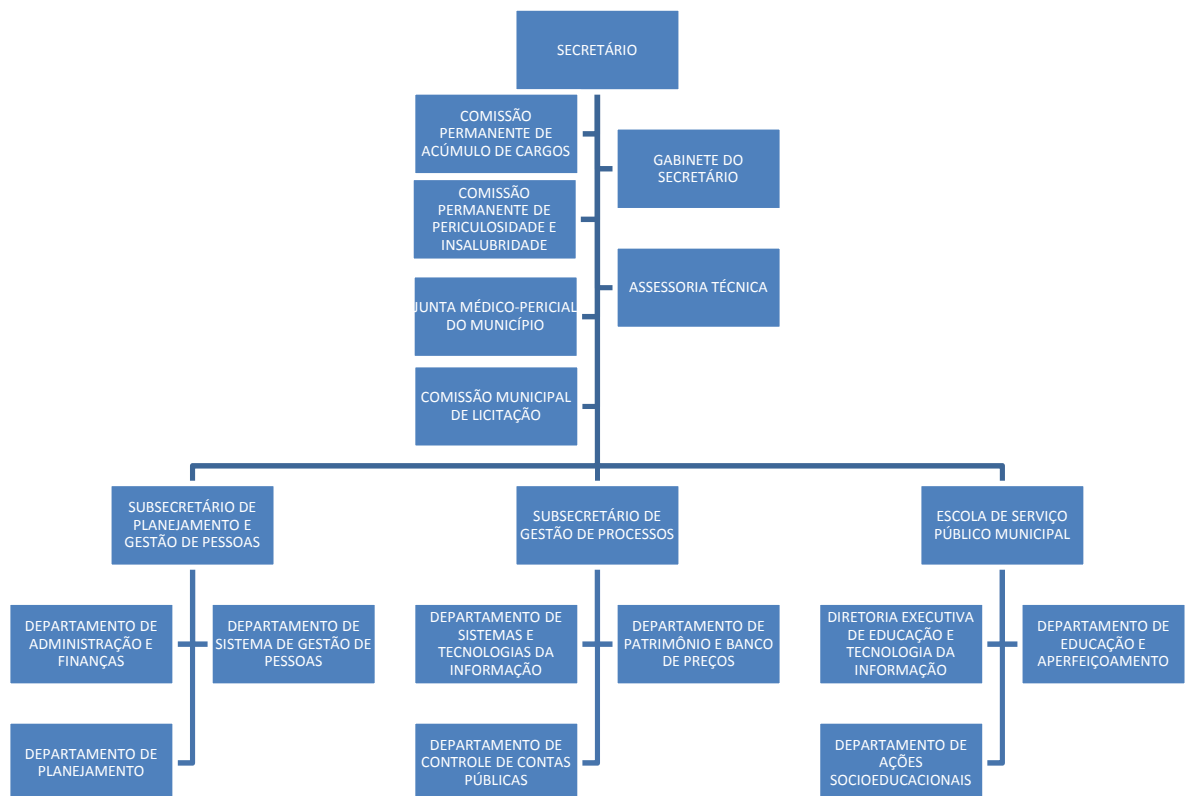 SECRETÁRIO
COMISSÃO
PERMANENTE DE
ACÚMULO DE CARGOS
GABINETE DO
SECRETÁRIO
COMISSÃO
PERMANENTE DE
PERICULOSIDADE E
INSALUBRIDADE
ASSESSORIA TÉCNICA
JUNTA MÉDICO-PERICIAL
DO MUNICÍPIO
COMISSÃO MUNICIPAL
DE LICITAÇÃO
SUBSECRETÁRIO DE
PLANEJAMENTO E
GESTÃO DE PESSOAS
SUBSECRETÁRIO DE
GESTÃO DE PROCESSOS
ESCOLA DE SERVIÇO
PÚBLICO MUNICIPAL
DEPARTAMENTO DE
ADMINISTRAÇÃO E
FINANÇAS
DEPARTAMENTO DE
SISTEMA DE GESTÃO DE
PESSOAS
DEPARTAMENTO DE
SISTEMAS E
TECNOLOGIAS DA
INFORMAÇÃO
DEPARTAMENTO DE
PATRIMÔNIO E BANCO
DE PREÇOS
DIRETORIA EXECUTIVA
DE EDUCAÇÃO E
TECNOLOGIA DA
INFORMAÇÃO
DEPARTAMENTO DE
EDUCAÇÃO E
APERFEIÇOAMENTO
DEPARTAMENTO DE
PLANEJAMENTO
DEPARTAMENTO DE
CONTROLE DE CONTAS
PÚBLICAS
DEPARTAMENTO DE
AÇÕES
SOCIOEDUCACIONAIS